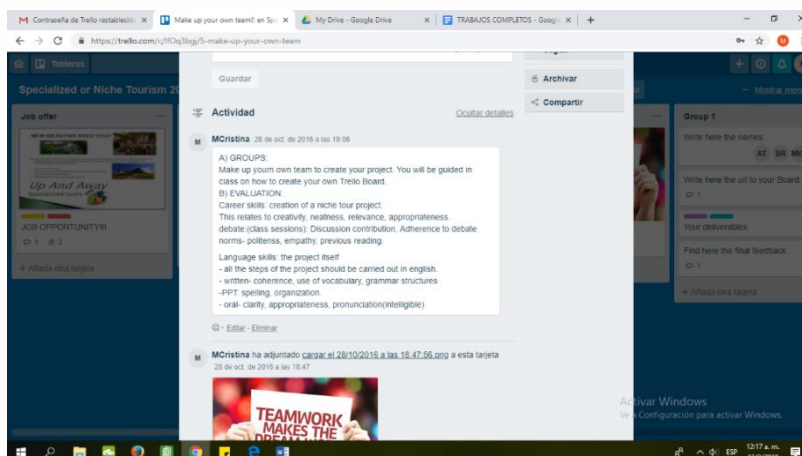 Contraseña de Trello restablecida
Make up your own team!! en Sp
My Drive - Google Drive
TRABAJOS COMPLETOS - Googl
https://trello.com/c/
/5-make-up-your-own-team
Tableros
Specialized or Niche Tourism 20
Mostrar
Guardar
Archivar
Compartir
Actividad
Ocultar detalles
MCristina 28 de oct. de 2016 a las 19:06
A) GROUPS:
Make up yourn own team to create your project. You will be guided in
class on how to create your own Trello Board.
B) EVALUATION:
Career skills: creation of a niche tour project.
This relates to creativity, neatness, relevance, appropriateness.
debate:(class sessions): Discussion contribution, Adherence to debate
norms- politenss, empathy, previous reading.
Language skills: the project itself
- all the steps of the project should be carried out in english.
- written- coherence, use of vocabulary, grammar structures
-PPT: spelling, organization.
- oral- clarity, appropriateness, pronunciation(intelligible)
Editar - Eliminar
MCristina ha adjuntado cargar el 28/10/2016 a las 18:47:56.png a esta tarjeta
28 de oct. de 2016 a las 18:47
TEAMWORK
MAKES THE
Job offer
Up And Away
JOB OPPORTUNITY!!!
1 2
+ Añada otra tarjeta
Group 1
Write here the names:
AT BR
Write here the url to your Board:
1
Your deliverables:
Find here the final feedback:
1
+ Añada otra tarjeta
Activar Windows
Ve a Configuración para activar Windows.
ESP
12:17 a. m.